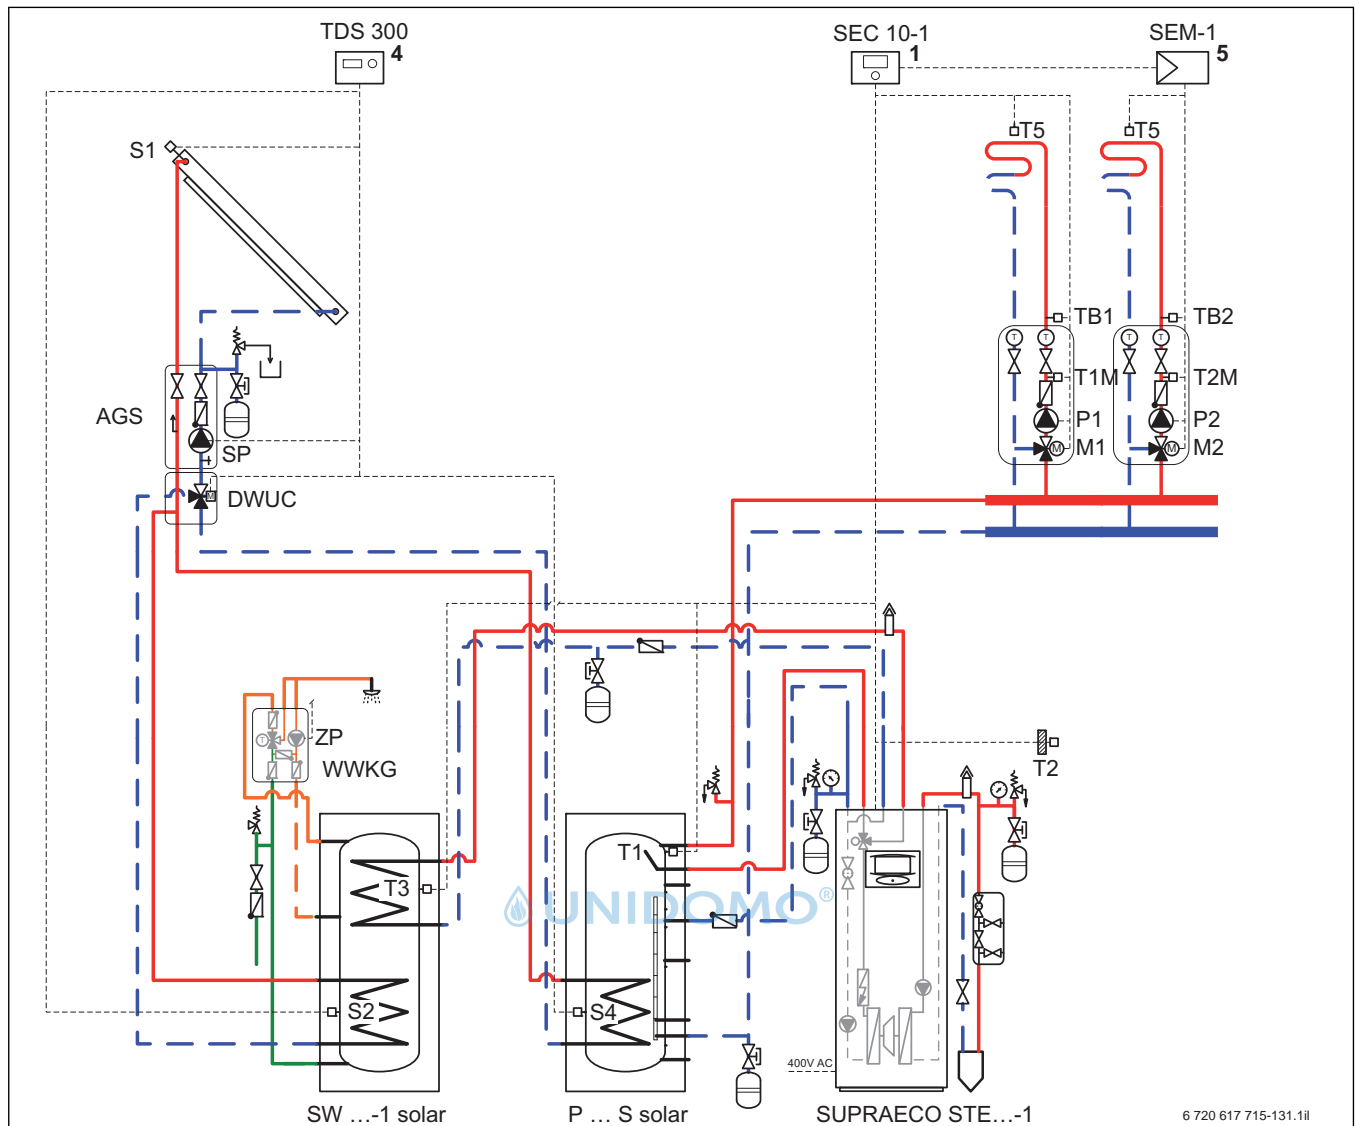 TDS 300
4
SEC 10-1
1
SEM-1
5
S1
T5
T5
TB1
TB2
T
T
T
T
T1M
T2M
AGS
P1
P2
SP
M1
M
M2
M
DWUC
M
ZP
T
WWKG
T2
T1
T3
UNIDOMO®
S2
S4
400V AC
SW ...-1 solar
P ... S solar
SUPRAECO STE...-1
6 720 617 715-131.1il